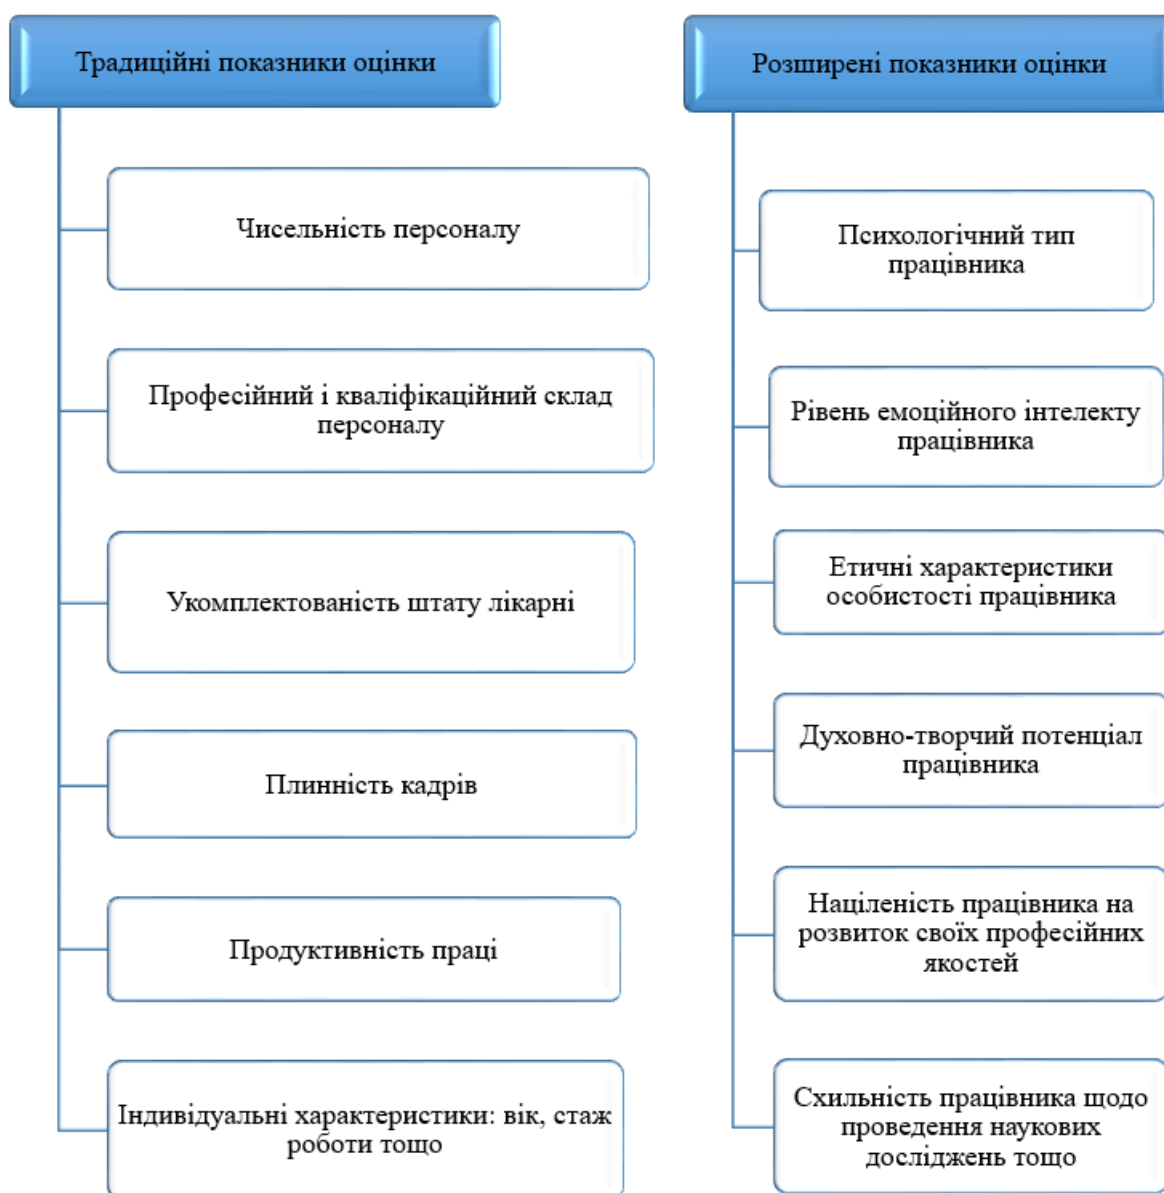 Традиційні показники оцінки
Чисельність персоналу
Професійний і кваліфікаційний склад
персоналу
Укомплектованість штату лікарні
Плинність кадрів
Продуктивність праці
Індивідуальні характеристики: вік, стаж
роботи тощо
Розширені показники оцінки
Психологічний тип
працівника
Рівень емоційного інтелекту
працівника
Етичні характеристики
особистості працівника
Духовно-творчий потенціал
працівника
Націленість працівника на
розвиток своїх професійних
якостей
Схильність працівника щодо
проведення наукових
досліджень тощо